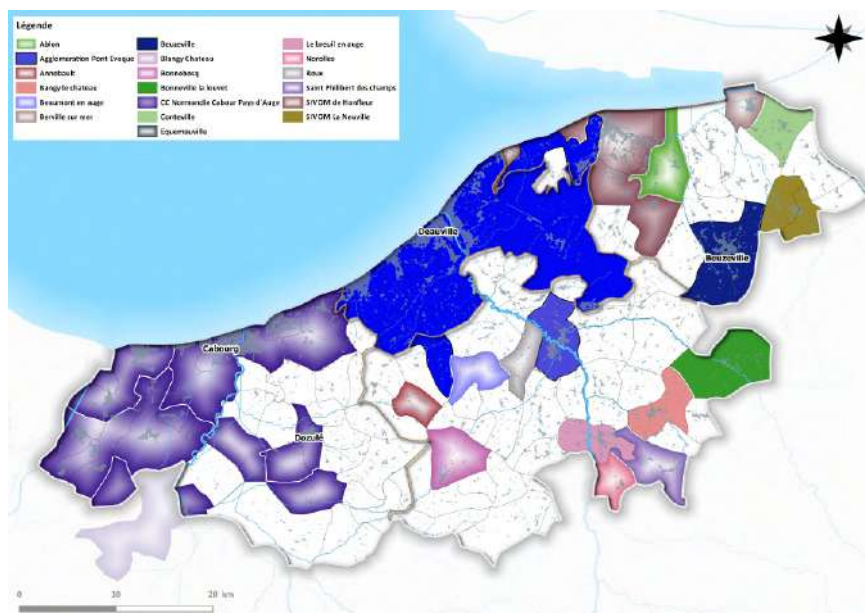 Légende
Ablon
Agglomeration Pont Eveque
Annebault
Bangy le chateau
Beaumont en auge
Berville sur mer
Beuzeville
Blangy Chateau
Bonnebosq
Bonneville la louvet
CC Normandie Cabour Pays d'Auge
Conteville
Equemauville
Le breuil en auge
Norolles
Roux
Saint Philibert des champs
SIVOM de Honfleur
SIVOM La Neuville
Deauville
Beuzeville
Cabourg
Dozulé
0 10 20 km